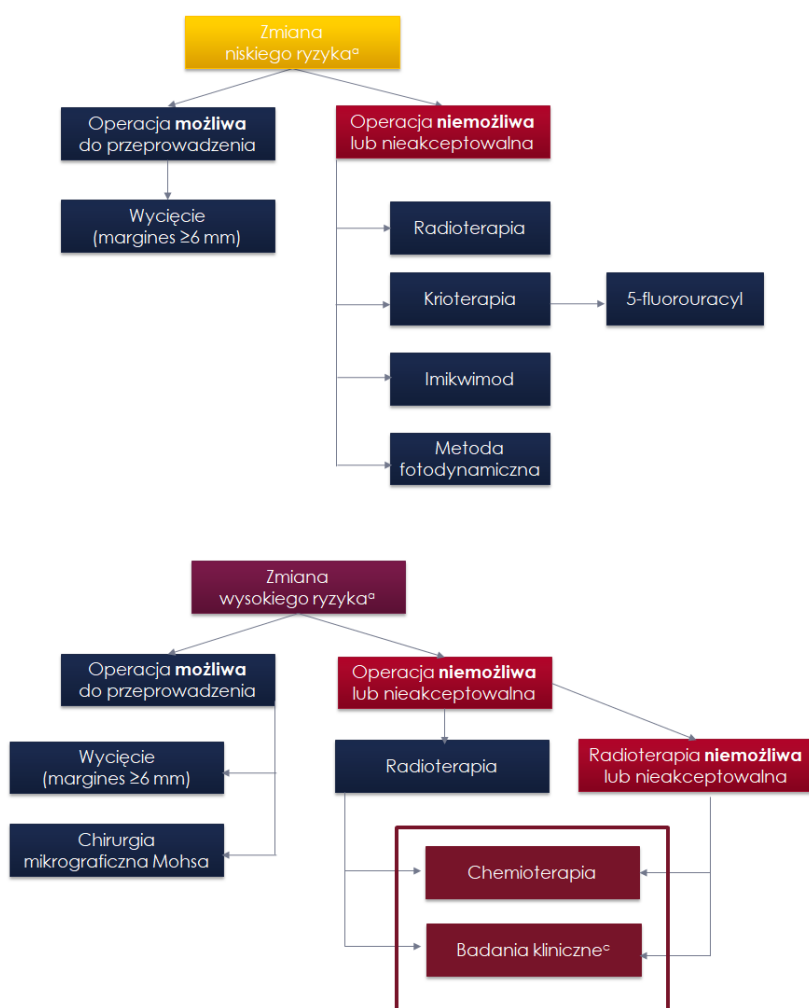 Zmiana
niskiego ryzykaᵃ
Operacja możliwa
do przeprowadzenia
Operacja niemożliwa
lub nieakceptowalna
Wycięcie
(margines ≥6 mm)
Radioterapia
Krioterapia
5-fluorouracyl
Imikwimod
Metoda
fotodynamiczna
Zmiana
wysokiego ryzykaᵃ
Operacja możliwa
do przeprowadzenia
Operacja niemożliwa
lub nieakceptowalna
Wycięcie
(margines ≥6 mm)
Radioterapia
Radioterapia niemożliwa
lub nieakceptowalna
Chirurgia
mikrograficzna Mohsa
Chemioterapia
Badania kliniczneᶜ